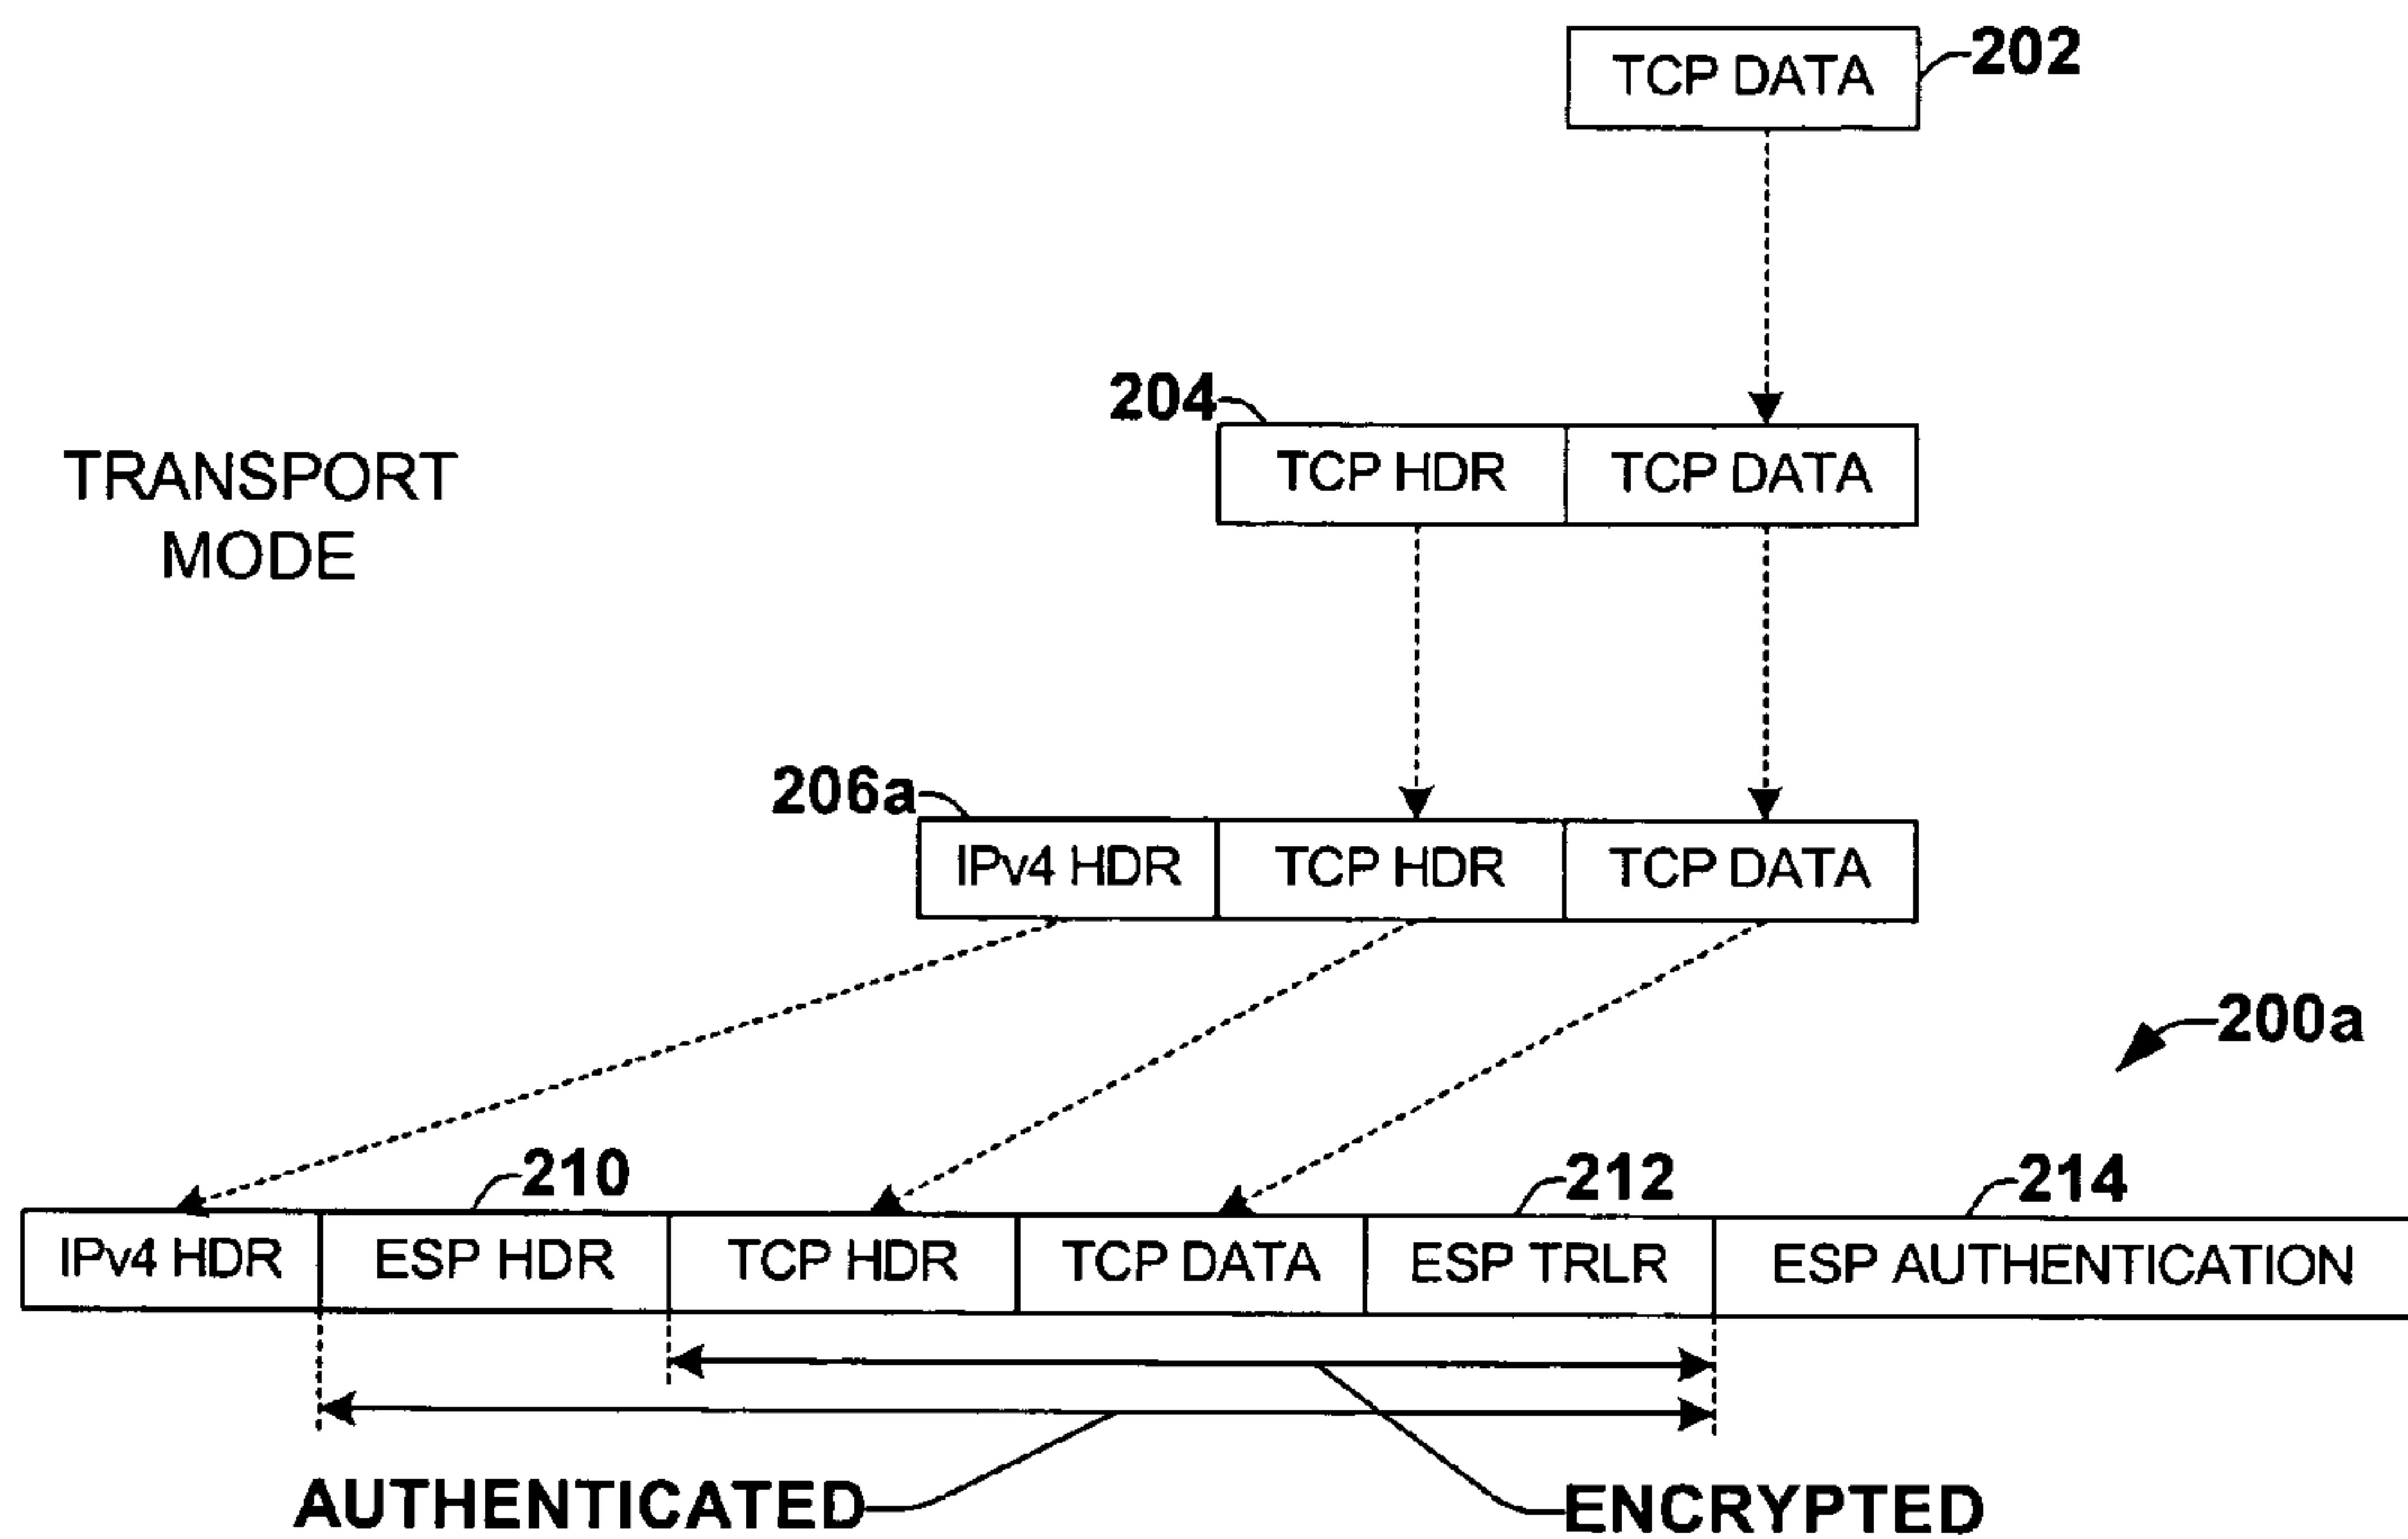 TCP DATA
202
204
TCP HDR
TCP DATA
TRANSPORT
MODE
206a
IPv4 HDR
TCP HDR
TCP DATA
200a
210
212
214
IPv4 HDR
ESP HDR
TCP HDR
TCP DATA
ESP TRLR
ESP AUTHENTICATION
AUTHENTICATED
ENCRYPTED